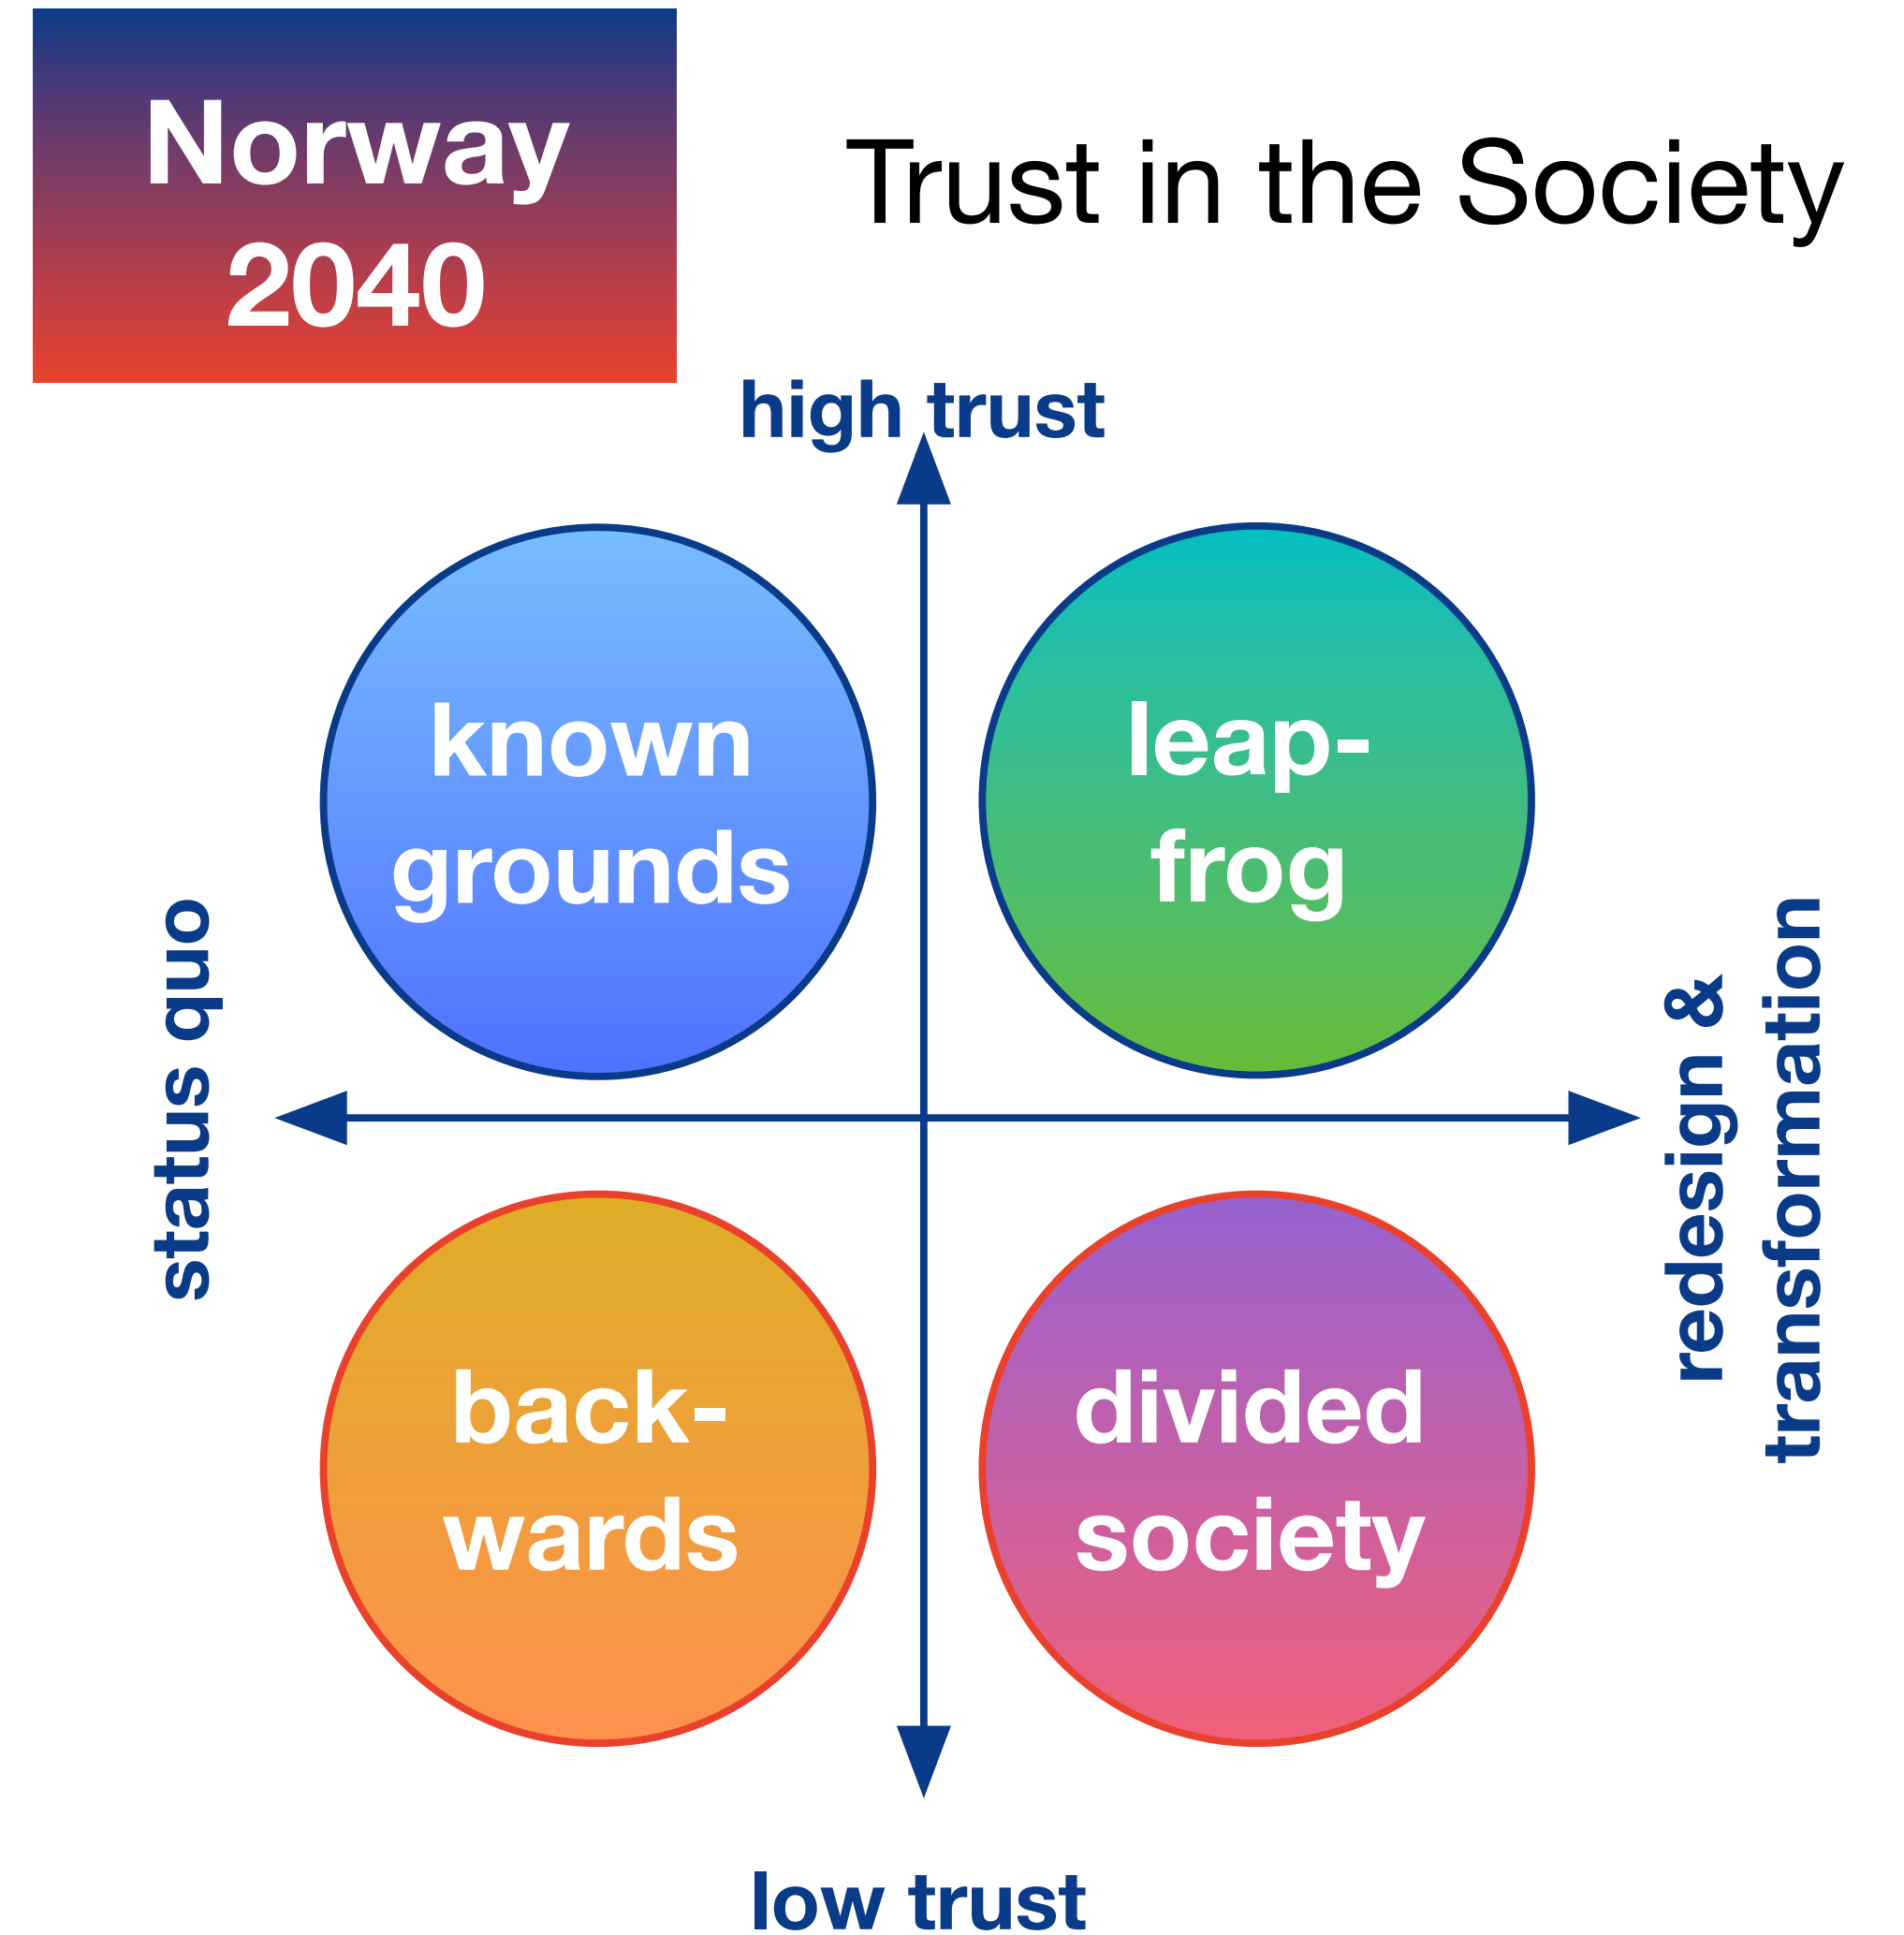 Norway
2040
Trust in the Society
high trust
known
grounds
leap-
frog
status quo
redesign &
transformation
back-
wards
divided
society
low trust